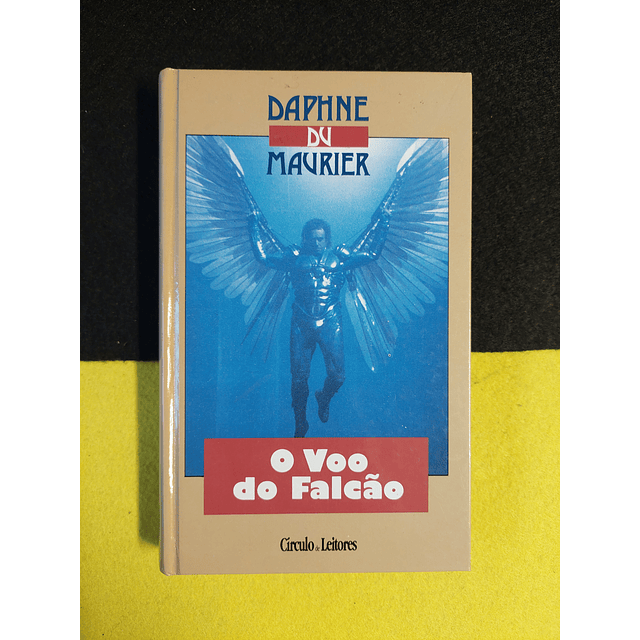 DAPHNE
DU
MAURIER
O Voo
do Falcão
Círculo de Leitores